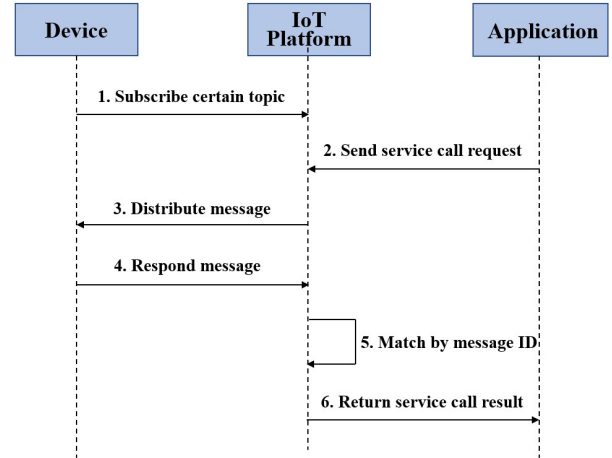 Device
IoT
Platform
Application
1. Subscribe certain topic
2. Send service call request
3. Distribute message
4. Respond message
5. Match by message ID
6. Return service call result